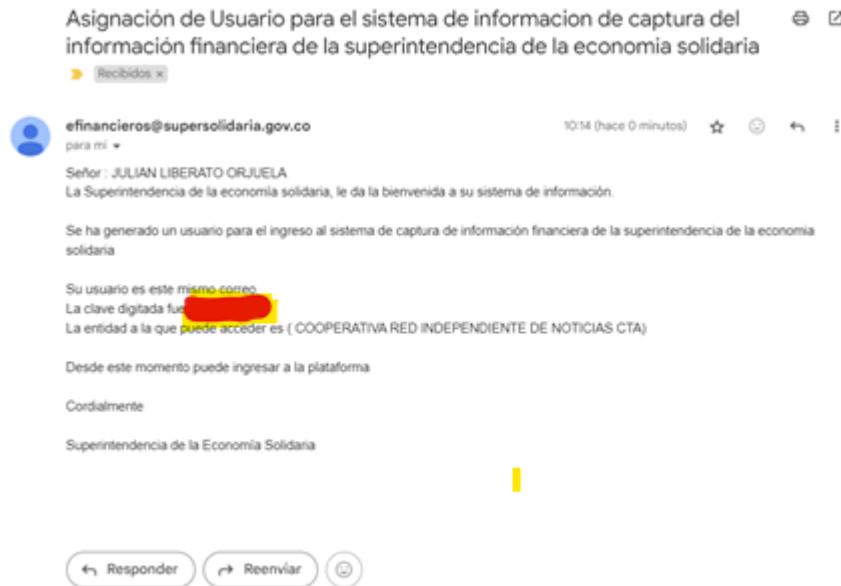 Asignación de Usuario para el sistema de informacion de captura del
información financiera de la superintendencia de la economia solidaria
Recibidos ×
efinancieros@supersolidaria.gov.co
10:14 (hace 0 minutos)
para mí
Señor : JULIAN LIBERATO ORJUELA
La Superintendencia de la economía solidaria, le da la bienvenida a su sistema de información.
Se ha generado un usuario para el ingreso al sistema de captura de información financiera de la superintendencia de la economia
solidaria
Su usuario es este mismo correo
La clave digitada fue
La entidad a la que puede acceder es ( COOPERATIVA RED INDEPENDIENTE DE NOTICIAS CTA)
Desde este momento puede ingresar a la plataforma
Cordialmente
Superintendencia de la Economía Solidaria
Responder
Reenviar